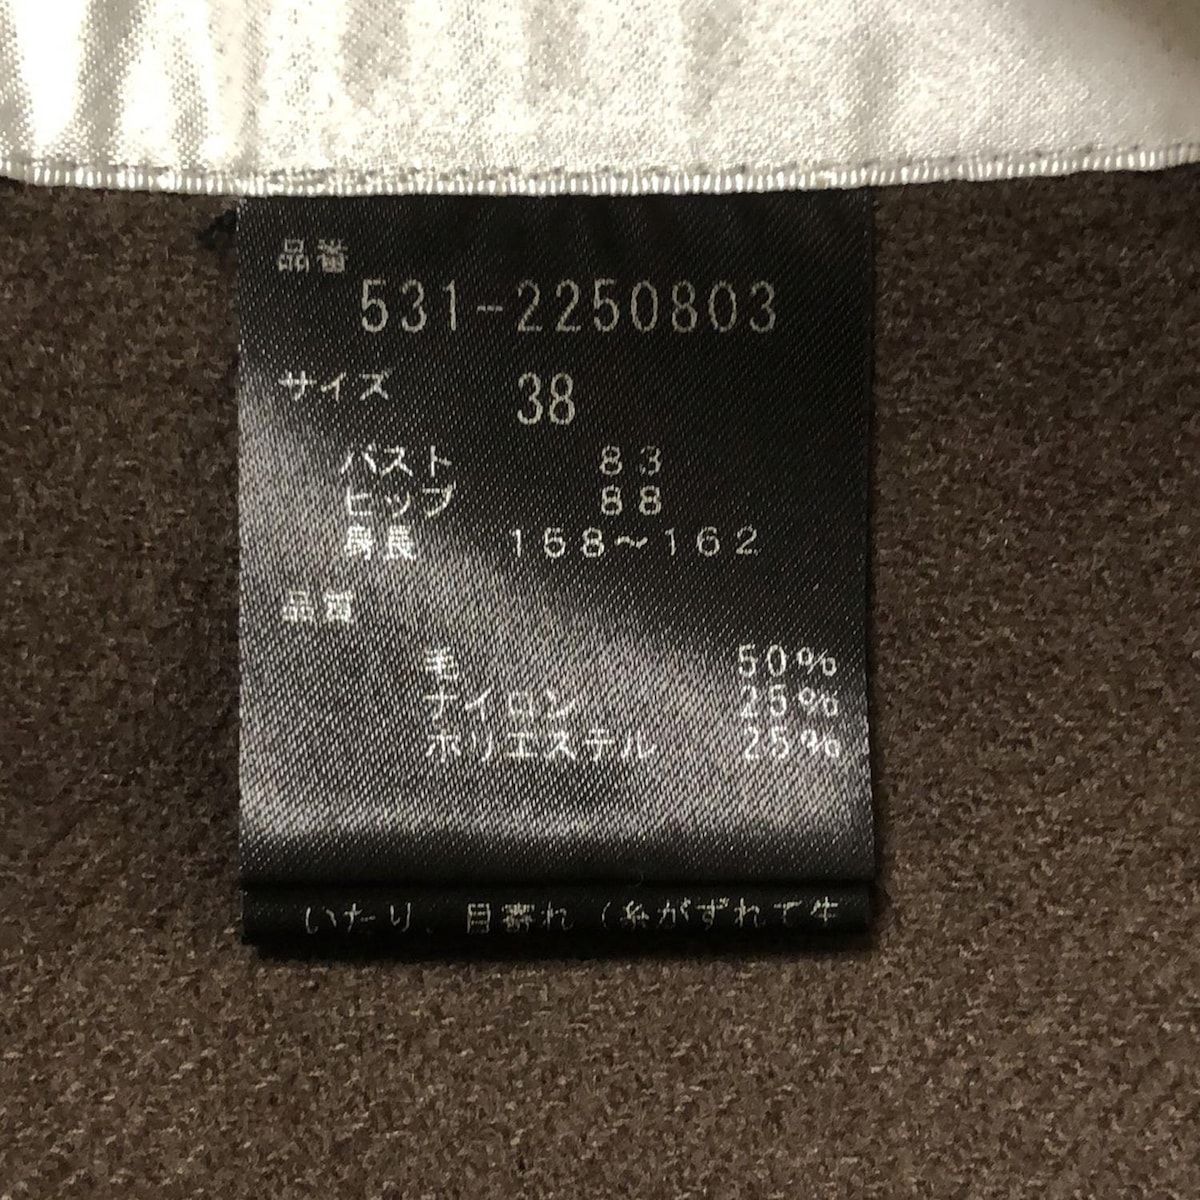 品番
531-2250803
サイズ 38
バスト 83
ヒップ 88
身長 158～162
品質
毛 50%
ナイロン 25%
ポリエステル 25%
いたり、目寄れ（糸がずれて生